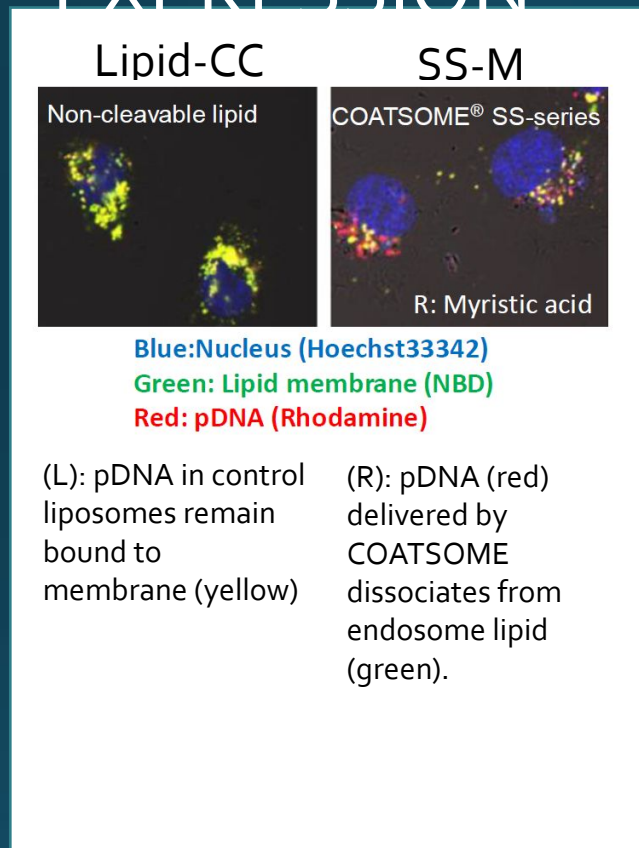 EXPRESSION
Lipid-CC
SS-M
Non-cleavable lipid
COATSOME® SS-series
R: Myristic acid
Blue:Nucleus (Hoechst33342)
Green: Lipid membrane (NBD)
Red: pDNA (Rhodamine)
(L): pDNA in control
liposomes remain
bound to
membrane (yellow)
(R): pDNA (red)
delivered by
COATSOME
dissociates from
endosome lipid
(green).